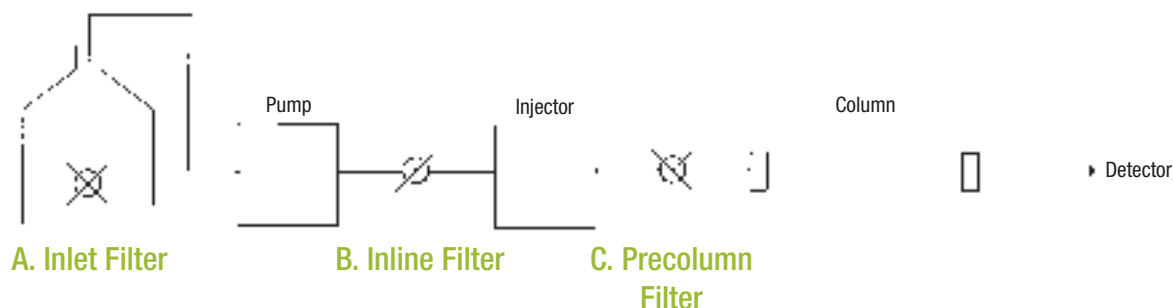 Pump
Injector
Column
Detector
A. Inlet Filter
B. Inline Filter
C. Precolumn
Filter